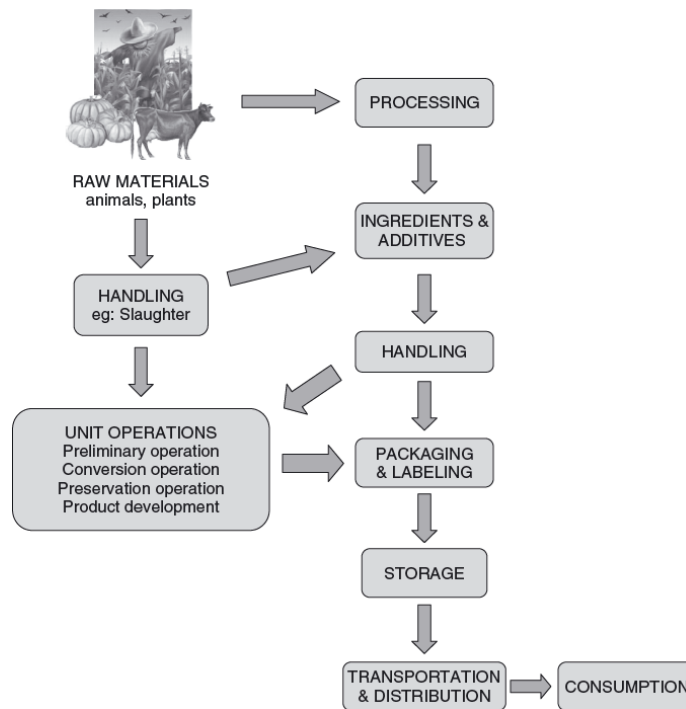 PROCESSING
RAW MATERIALS
animals, plants
INGREDIENTS &
ADDITIVES
HANDLING
eg: Slaughter
HANDLING
UNIT OPERATIONS
Preliminary operation
Conversion operation
Preservation operation
Product development
PACKAGING
& LABELING
STORAGE
TRANSPORTATION
& DISTRIBUTION
CONSUMPTION